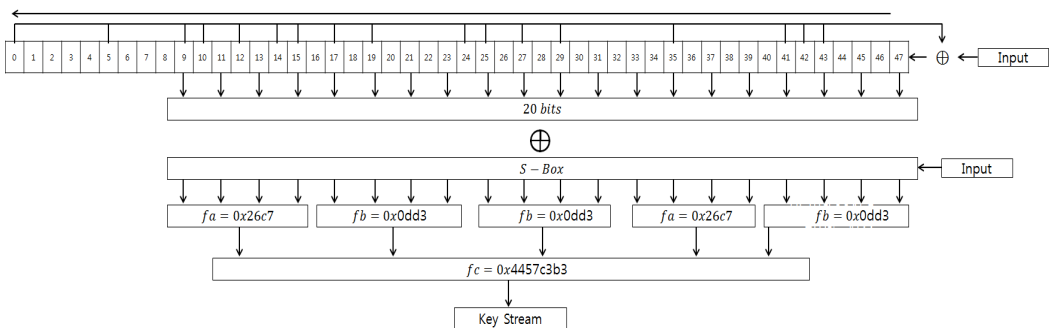 0 1 2 3 4 5 6 7 8 9 10 11 12 13 14 15 16 17 18 19 20 21 22 23 24 25 26 27 28 29 30 31 32 33 34 35 36 37 38 39 40 41 42 43 44 45 46 47 ⊕ Input
20 bits
⊕
S − Box Input
fa = 0x26c7 fb = 0x0dd3 fb = 0x0dd3 fa = 0x26c7 fb = 0x0dd3
fc = 0x4457c3b3
Key Stream